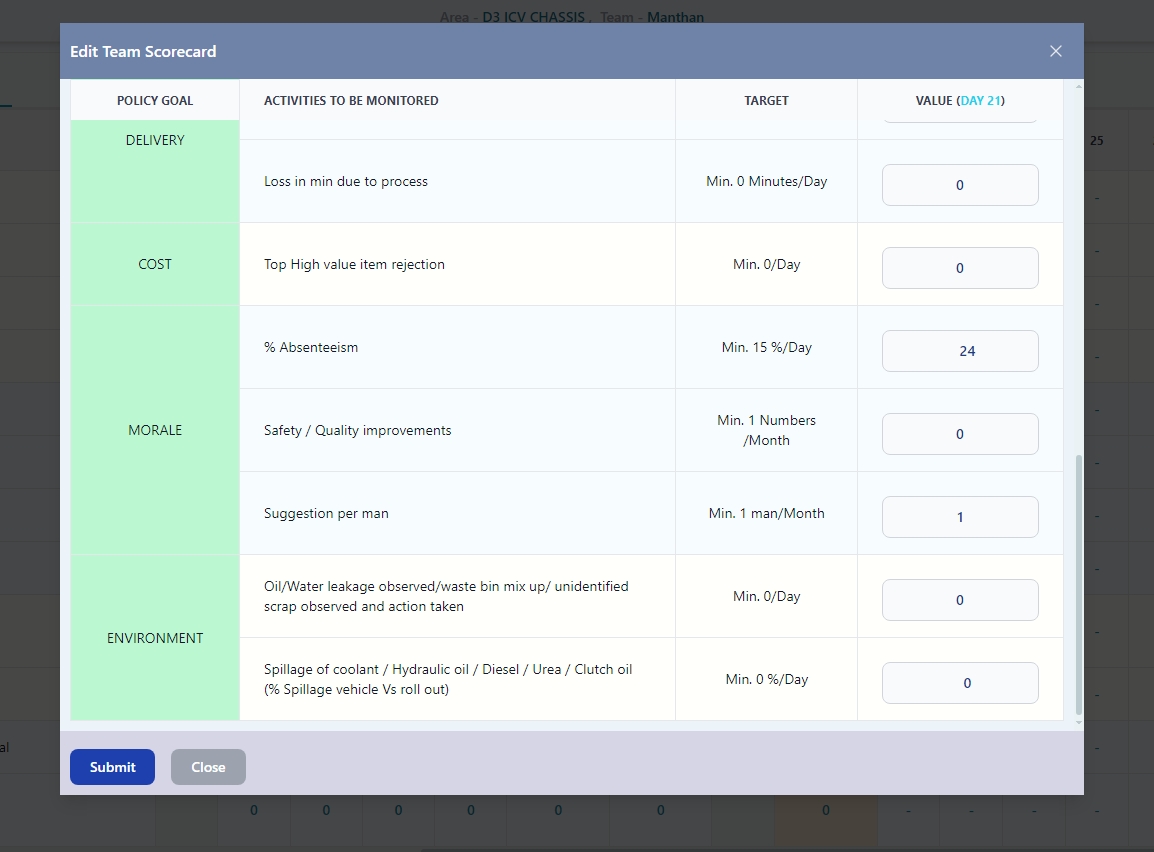 Area - D3 ICV CHASSIS , Team - Manthan
Edit Team Scorecard
POLICY GOAL
ACTIVITIES TO BE MONITORED
TARGET
VALUE (DAY 21)
25
DELIVERY
Loss in min due to process
Min. 0 Minutes/Day
0
-
COST
Top High value item rejection
Min. 0/Day
0
-
-
MORALE
% Absenteeism
Min. 15 %/Day
24
-
-
Safety / Quality improvements
Min. 1 Numbers
/Month
0
-
Suggestion per man
Min. 1 man/Month
1
-
-
ENVIRONMENT
Oil/Water leakage observed/waste bin mix up/ unidentified
scrap observed and action taken
Min. 0/Day
0
-
Spillage of coolant / Hydraulic oil / Diesel / Urea / Clutch oil
(% Spillage vehicle Vs roll out)
Min. 0 %/Day
0
-
al
-
Submit
Close
0 0 0 0 0 0 0 - - - -